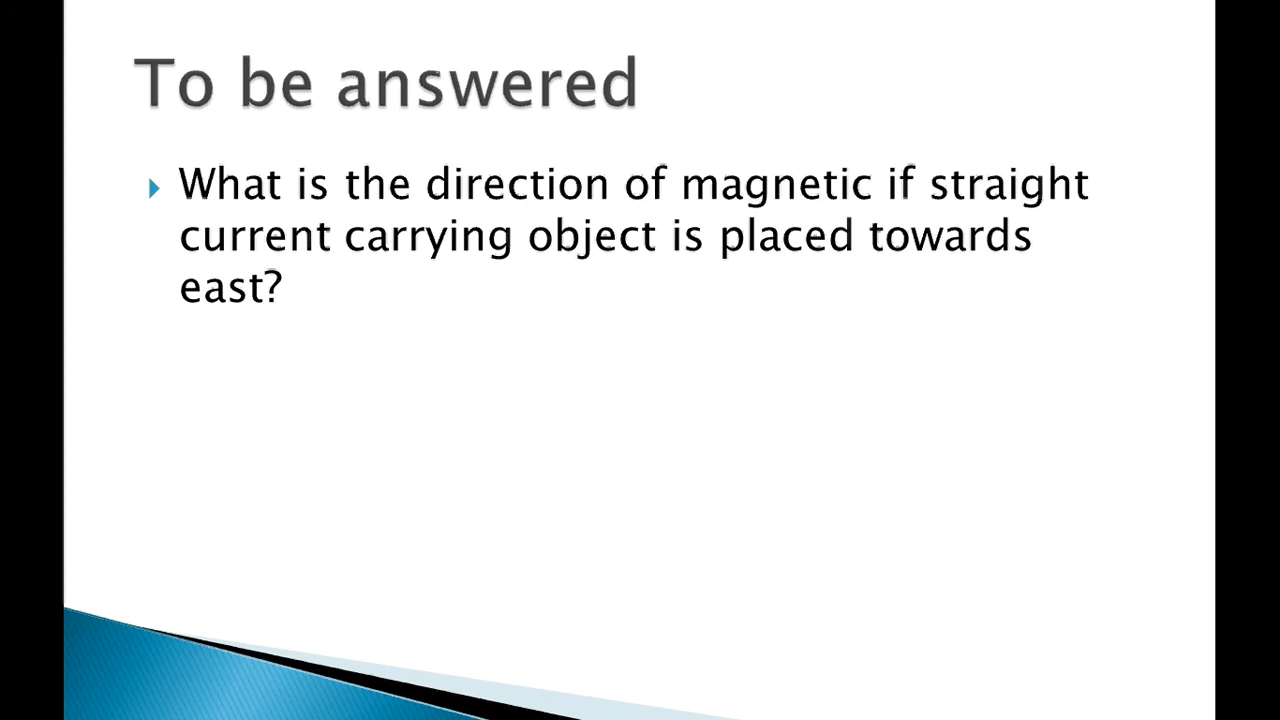 To be answered
What is the direction of magnetic if straight
current carrying object is placed towards
east?